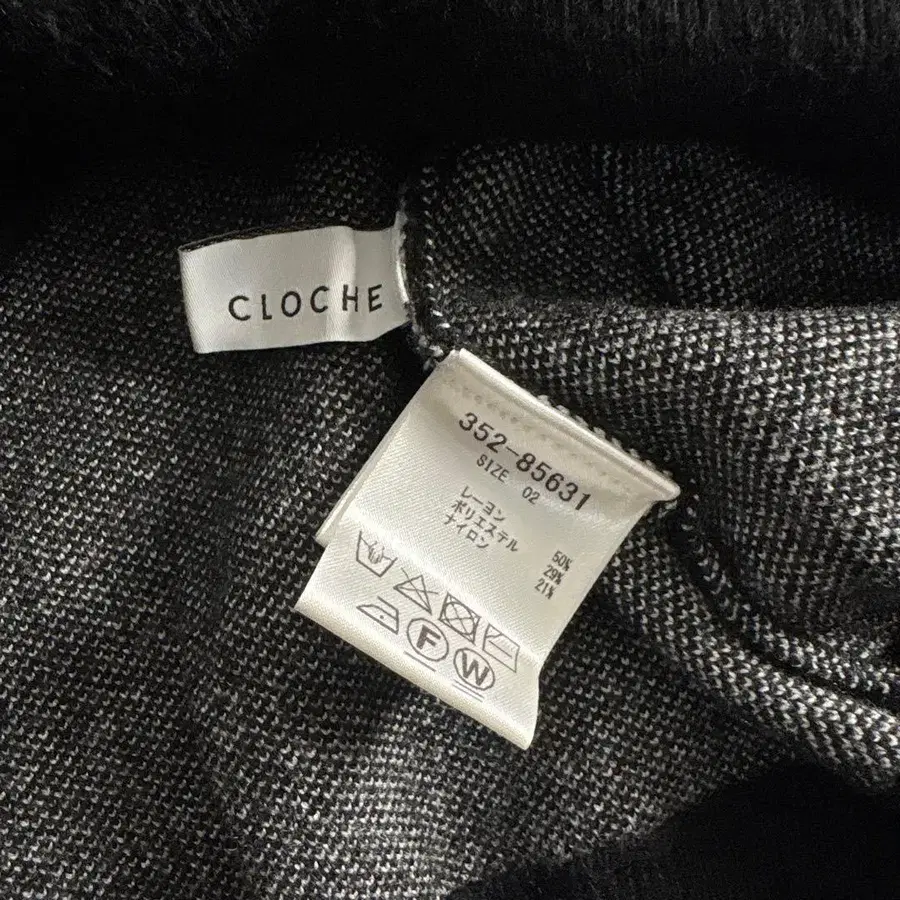 CLOCHE
352-85631
SIZE 02
レーヨン 50%
ポリエステル 29%
ナイロン 21%
F W